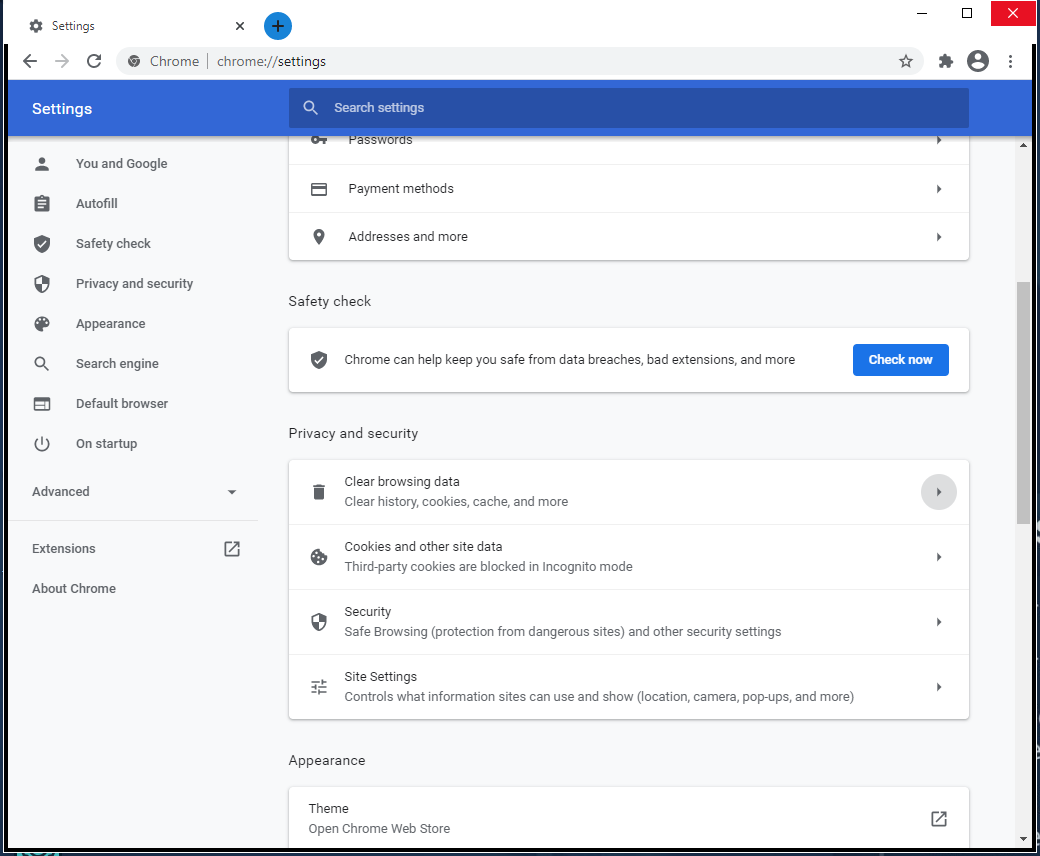 Settings
Chrome
chrome://settings
Settings
Search settings
You and Google
Autofill
Safety check
Privacy and security
Appearance
Search engine
Default browser
On startup
Advanced
Extensions
About Chrome
Passwords
Payment methods
Addresses and more
Safety check
Chrome can help keep you safe from data breaches, bad extensions, and more
Check now
Privacy and security
Clear browsing data
Clear history, cookies, cache, and more
Cookies and other site data
Third-party cookies are blocked in Incognito mode
Security
Safe Browsing (protection from dangerous sites) and other security settings
Site Settings
Controls what information sites can use and show (location, camera, pop-ups, and more)
Appearance
Theme
Open Chrome Web Store